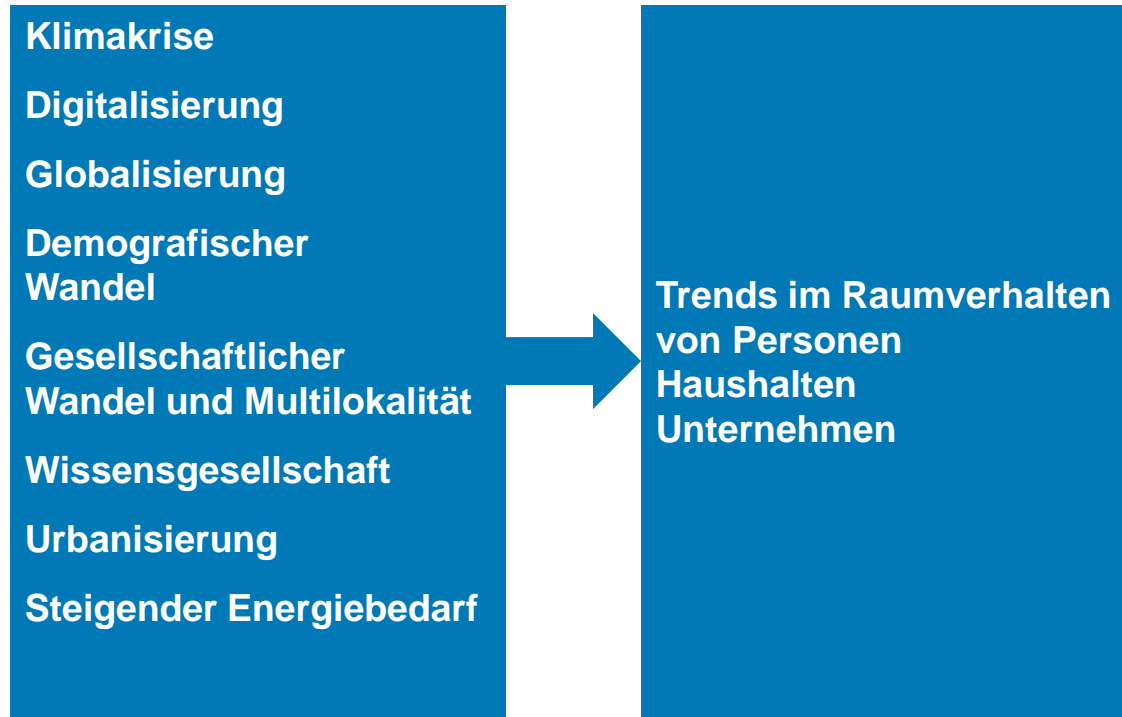 Klimakrise
Digitalisierung
Globalisierung
Demografischer
Wandel
Gesellschaftlicher
Wandel und Multilokalität
Wissensgesellschaft
Urbanisierung
Steigender Energiebedarf
Trends im Raumverhalten
von Personen
Haushalten
Unternehmen